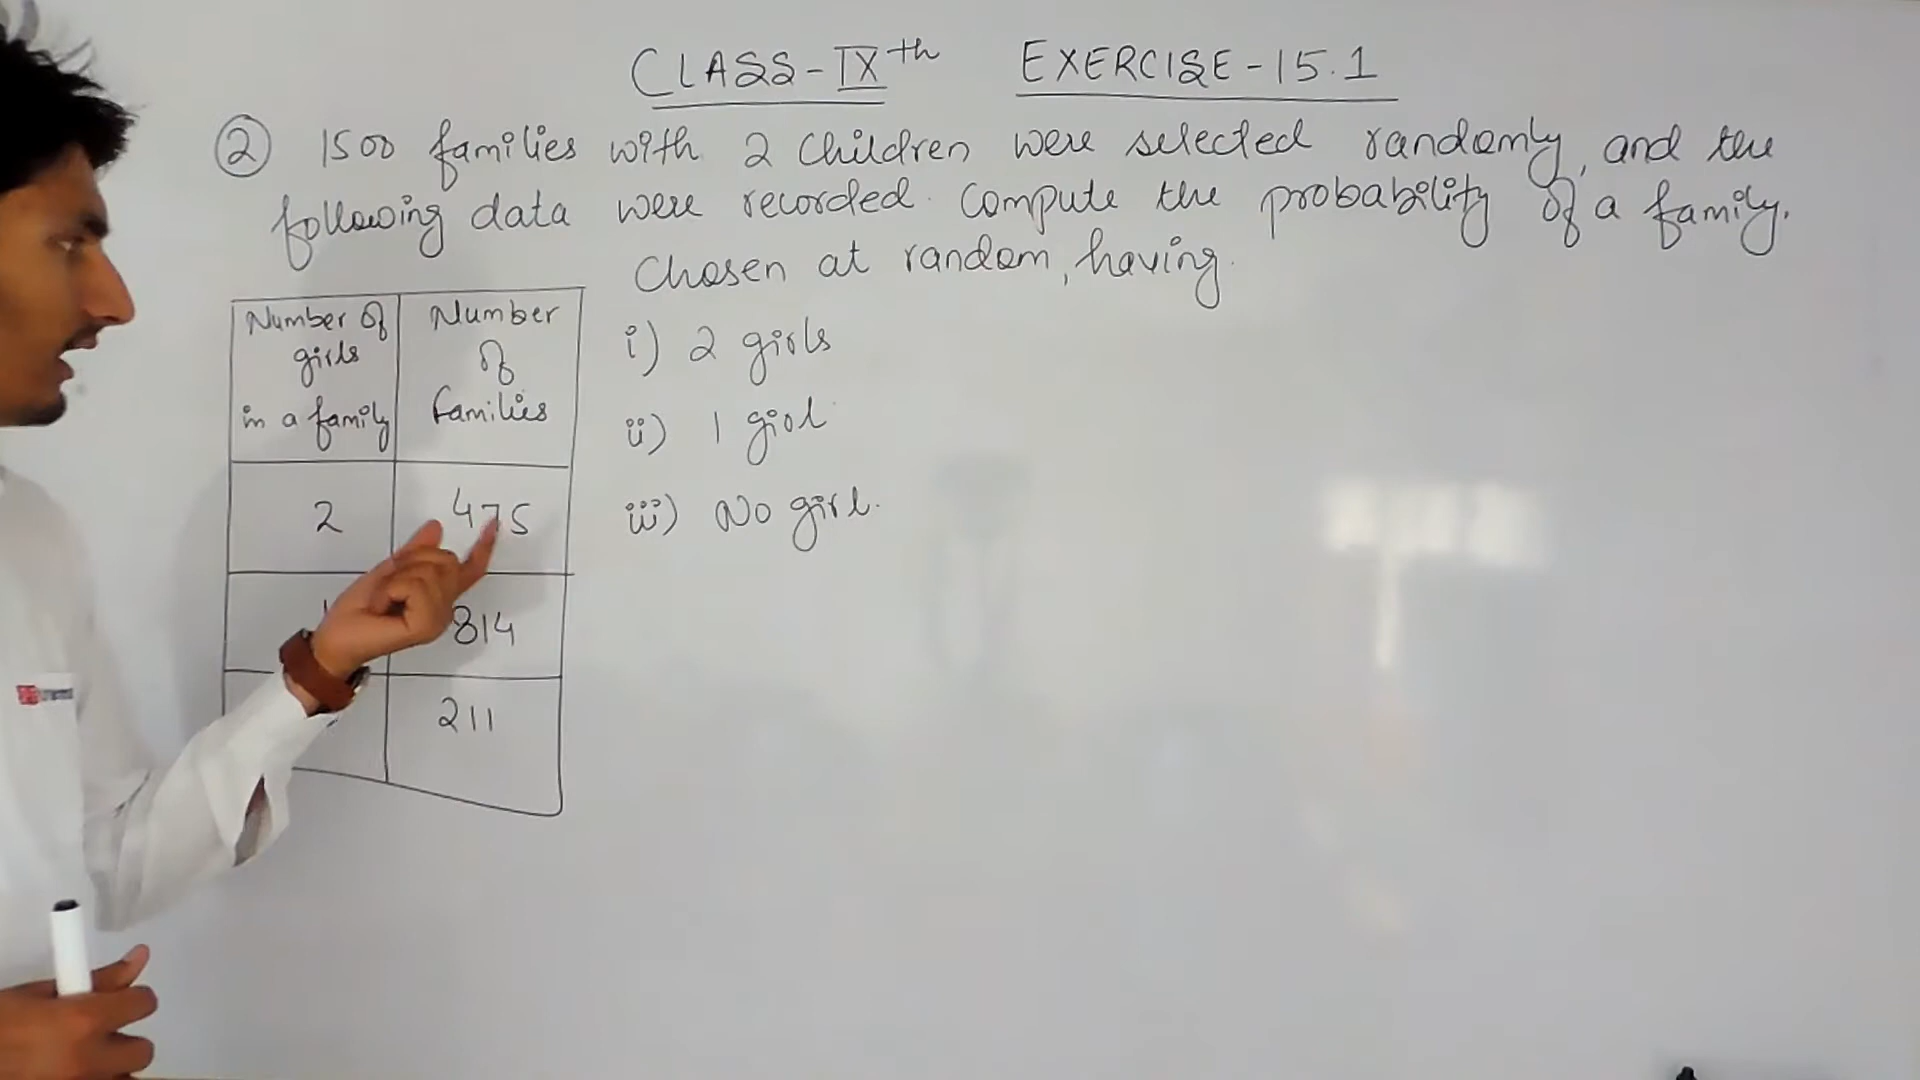 CLASS-IXth EXERCISE-15.1
② 1500 families with 2 children were selected randomly, and the
following data were recorded. Compute the probability of a family,
chosen at random, having.
Number of girls in a family
Number of families
2 475
814
211
i) 2 girls
ii) 1 girl
iii) No girl.